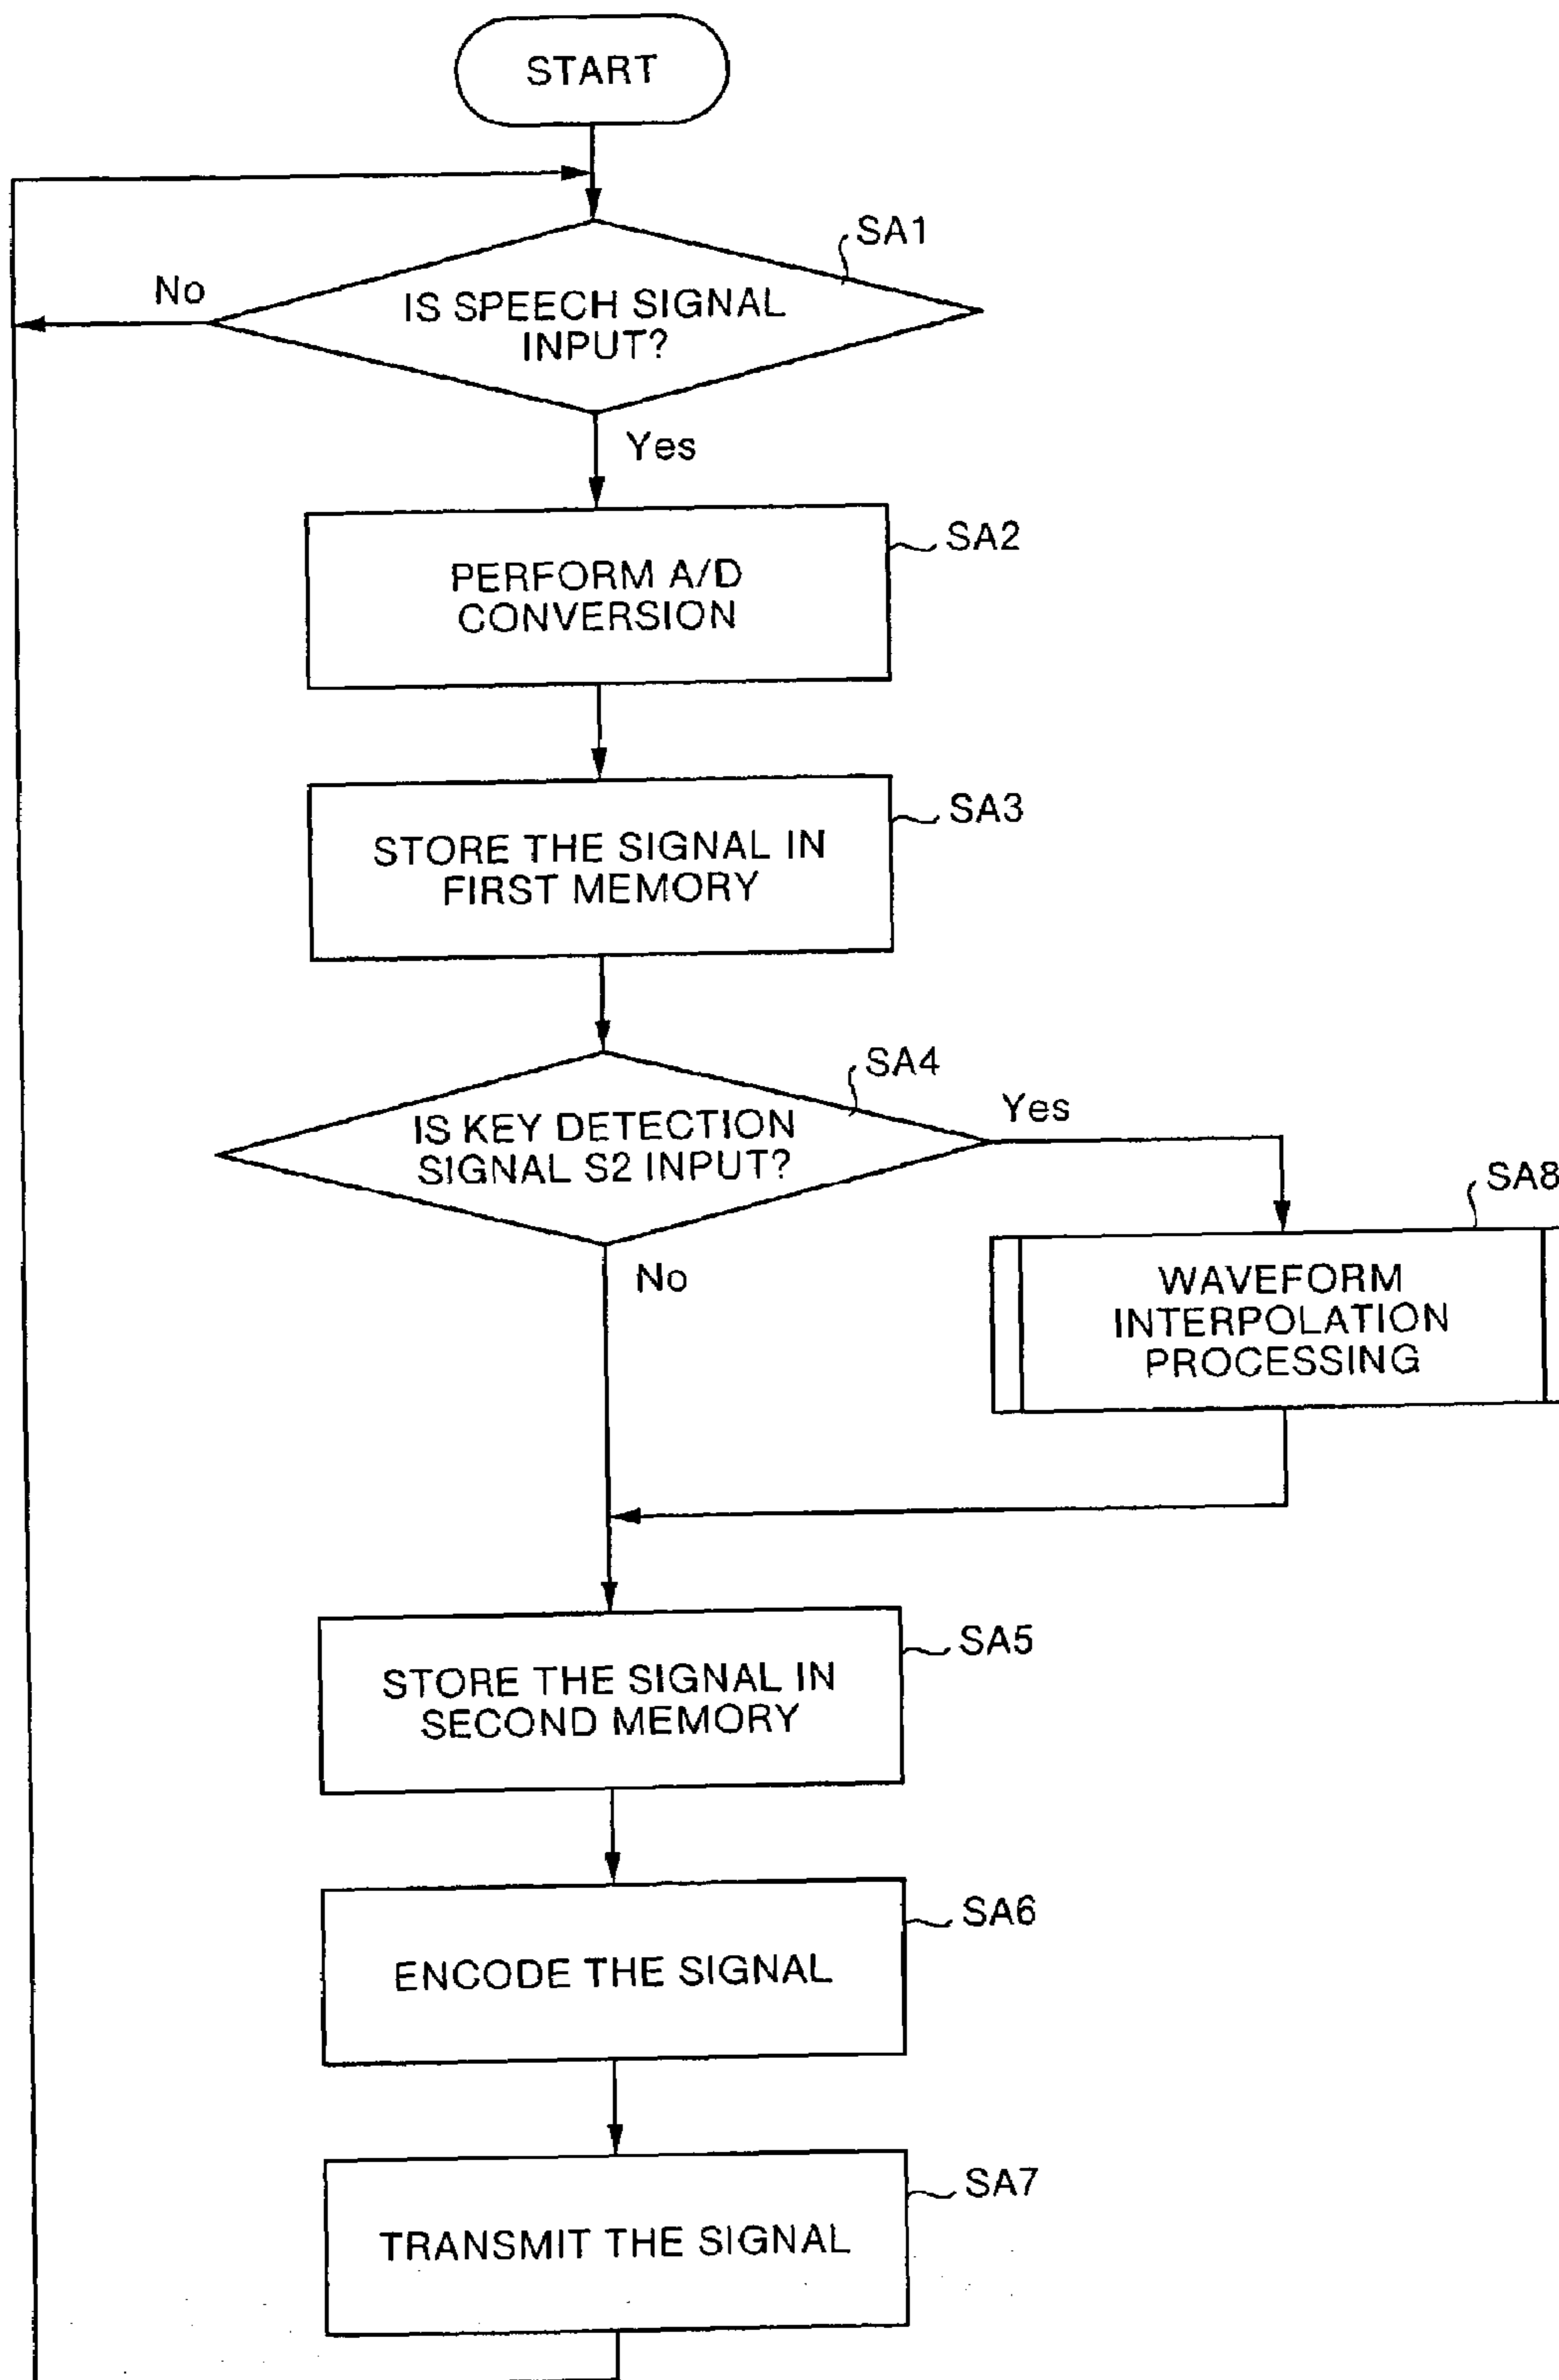 START
SA1
No
IS SPEECH SIGNAL
INPUT?
Yes
SA2
PERFORM A/D
CONVERSION
SA3
STORE THE SIGNAL IN
FIRST MEMORY
SA4
IS KEY DETECTION
SIGNAL S2 INPUT?
Yes
No
SA8
WAVEFORM
INTERPOLATION
PROCESSING
SA5
STORE THE SIGNAL IN
SECOND MEMORY
SA6
ENCODE THE SIGNAL
SA7
TRANSMIT THE SIGNAL